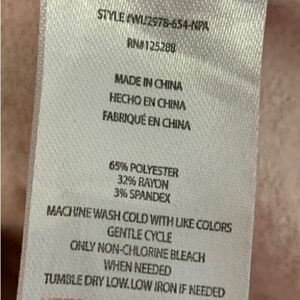 STYLE #WU2978-654-NPA
RN#125288
MADE IN CHINA
HECHO EN CHINA
FABRIQUÉ EN CHINA
65% POLYESTER
32% RAYON
3% SPANDEX
MACHINE WASH COLD WITH LIKE COLORS
GENTLE CYCLE
ONLY NON-CHLORINE BLEACH
WHEN NEEDED
TUMBLE DRY LOW. LOW IRON IF NEEDED